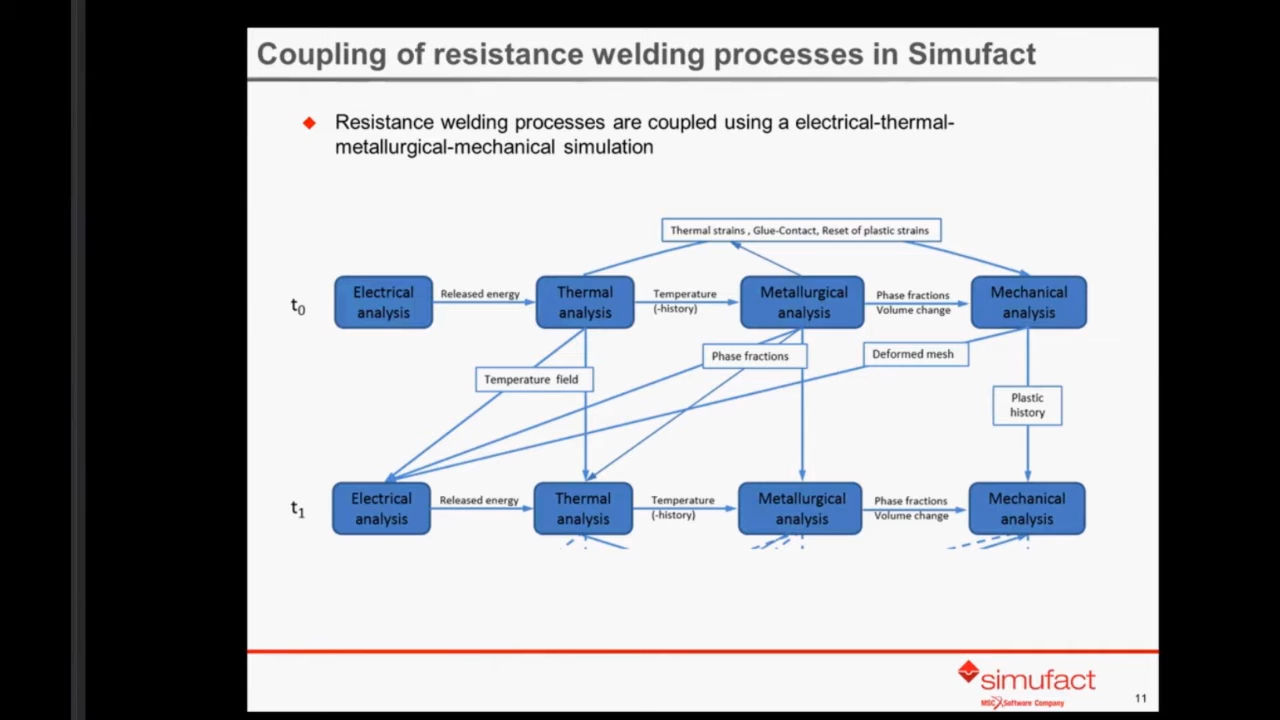 Coupling of resistance welding processes in Simufact
Resistance welding processes are coupled using a electrical-thermal-
metallurgical-mechanical simulation
Thermal strains , Glue-Contact, Reset of plastic strains
t0
Electrical
analysis
Released energy
Thermal
analysis
Temperature
(-history)
Metallurgical
analysis
Phase fractions
Volume change
Mechanical
analysis
Temperature field
Phase fractions
Deformed mesh
Plastic
history
t1
Electrical
analysis
Released energy
Thermal
analysis
Temperature
(-history)
Metallurgical
analysis
Phase fractions
Volume change
Mechanical
analysis
simufact
MSC Software Company
11